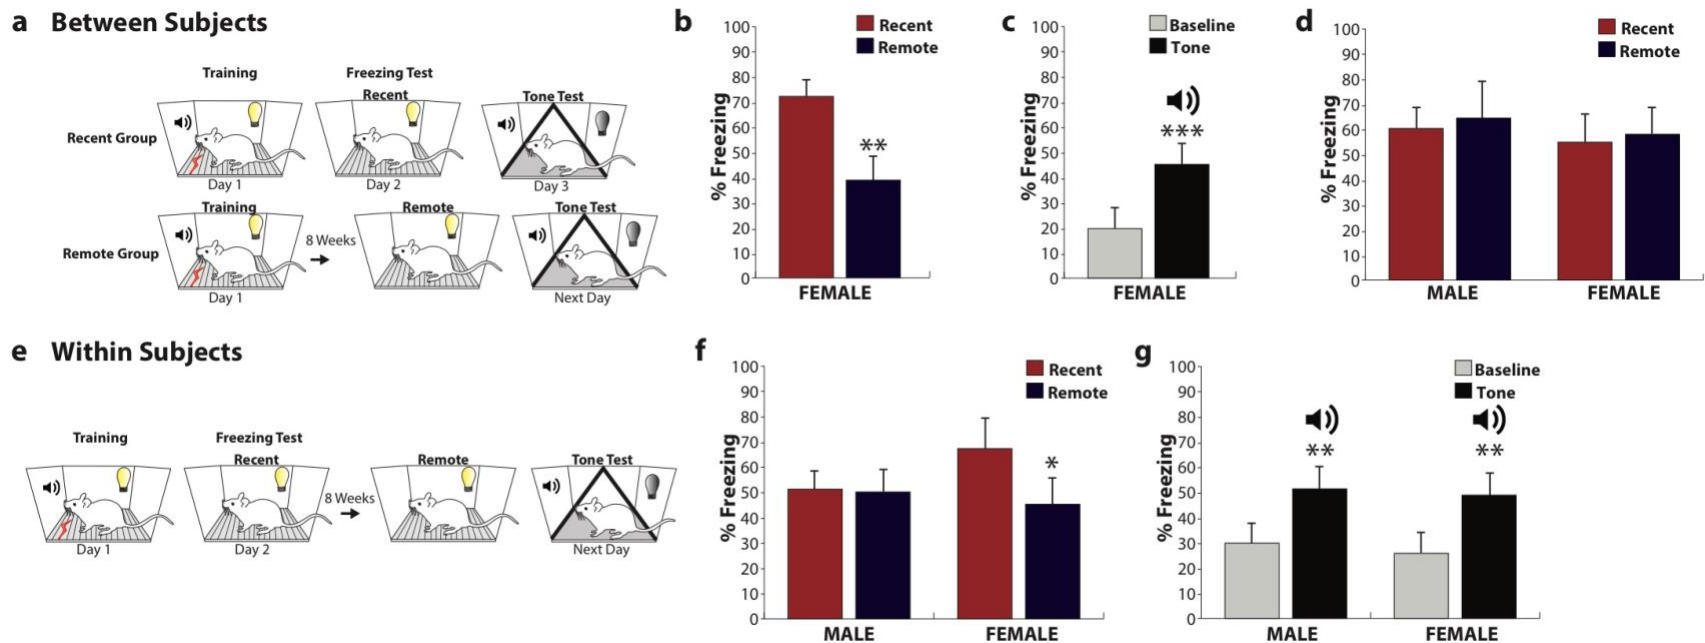 a Between Subjects
Training
Freezing Test
Recent
Tone Test
Recent Group
Day 1
Day 2
Day 3
Training
Remote
Tone Test
Remote Group
8 Weeks
Day 1
Next Day
b
Recent
Remote
% Freezing
100
90
80
70
60
50
40
30
20
10
0
**
FEMALE
c
Baseline
Tone
% Freezing
100
90
80
70
60
50
40
30
20
10
0
***
FEMALE
d
Recent
Remote
% Freezing
100
90
80
70
60
50
40
30
20
10
0
MALE
FEMALE
e Within Subjects
Training
Freezing Test
Recent
Remote
Tone Test
8 Weeks
Day 1
Day 2
Next Day
f
Recent
Remote
% Freezing
100
90
80
70
60
50
40
30
20
10
0
*
MALE
FEMALE
g
Baseline
Tone
% Freezing
100
90
80
70
60
50
40
30
20
10
0
**
**
MALE
FEMALE